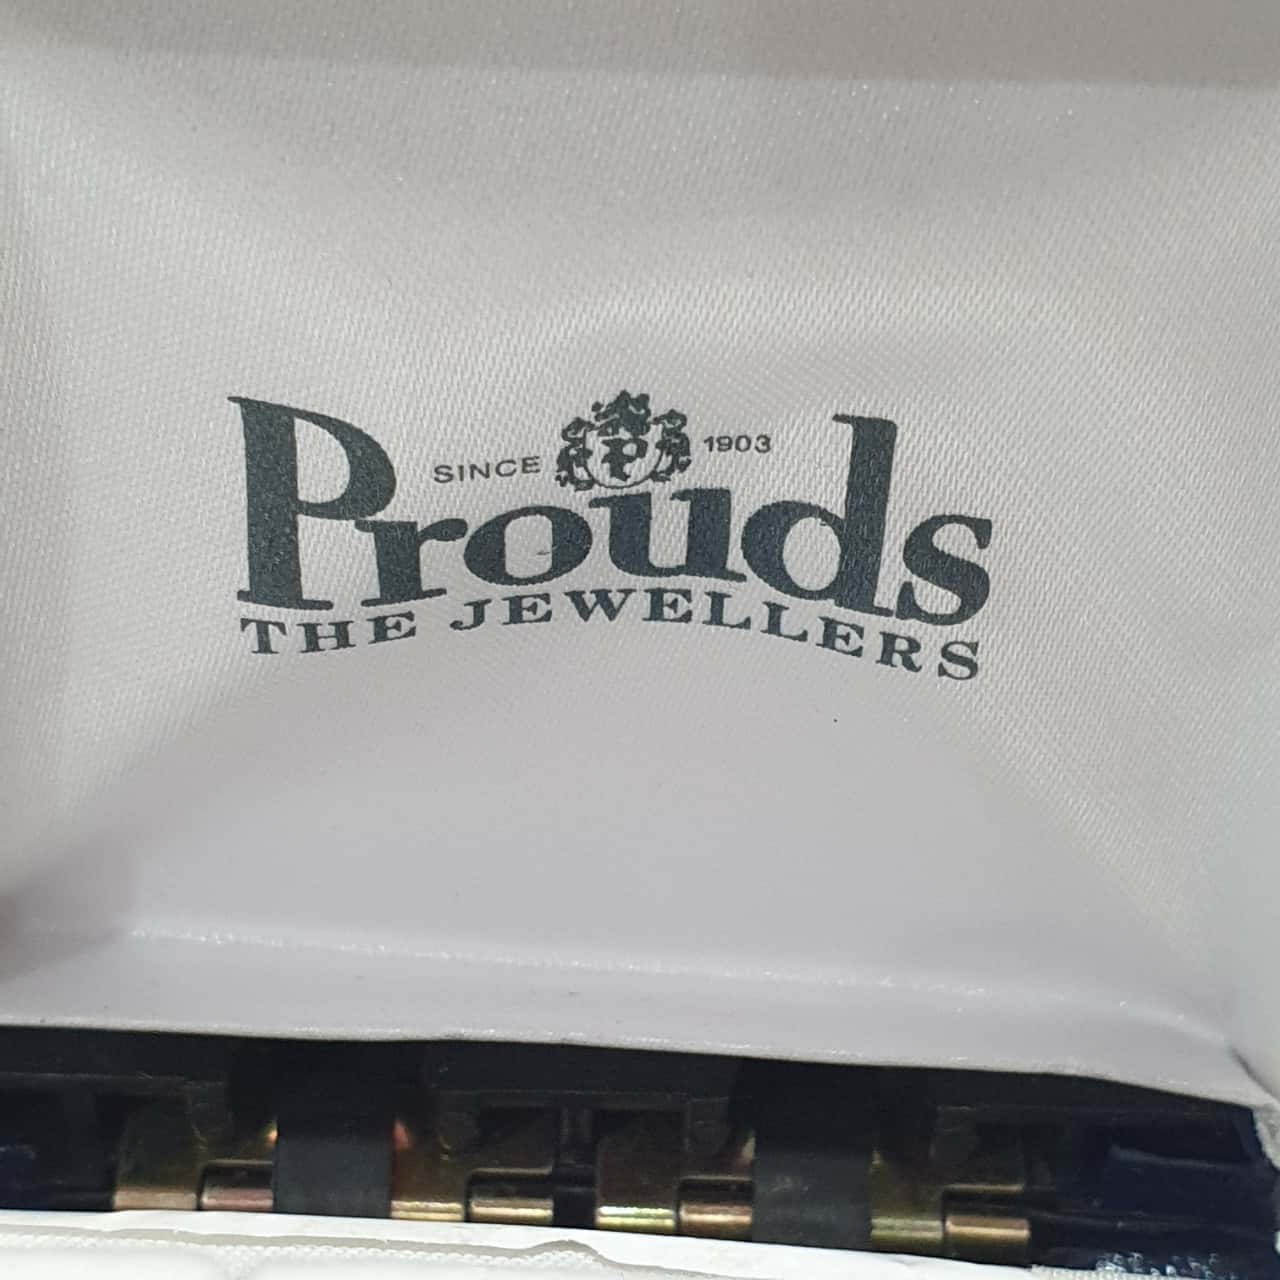 SINCE P 1903
Prouds
THE JEWELLERS